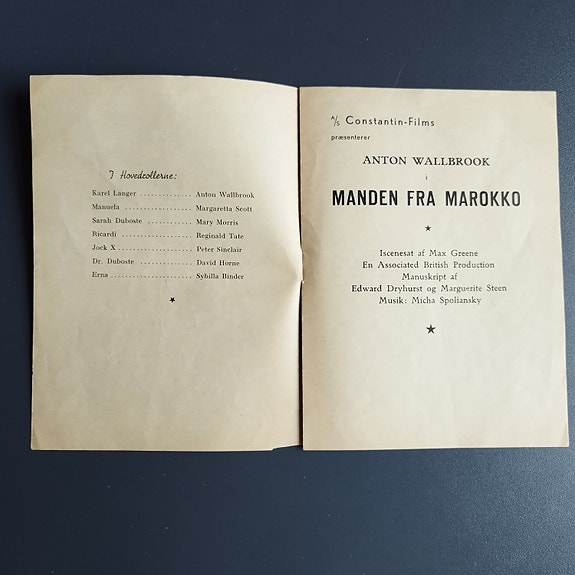 I Hovedrollerne:
Karel Langer .............. Anton Wallbrook
Manuela .................. Margaretta Scott
Sarah Duboste .............. Mary Morris
Ricardi .................... Reginald Tate
Jock X .................... Peter Sinclair
Dr. Duboste ................ David Horne
Erna ...................... Sybilla Binder
A/S Constantin-Films
præsenterer
ANTON WALLBROOK
i
MANDEN FRA MAROKKO
Iscenesat af Max Greene
En Associated British Production
Manuskript af
Edward Dryhurst og Marguerite Steen
Musik: Micha Spoliansky